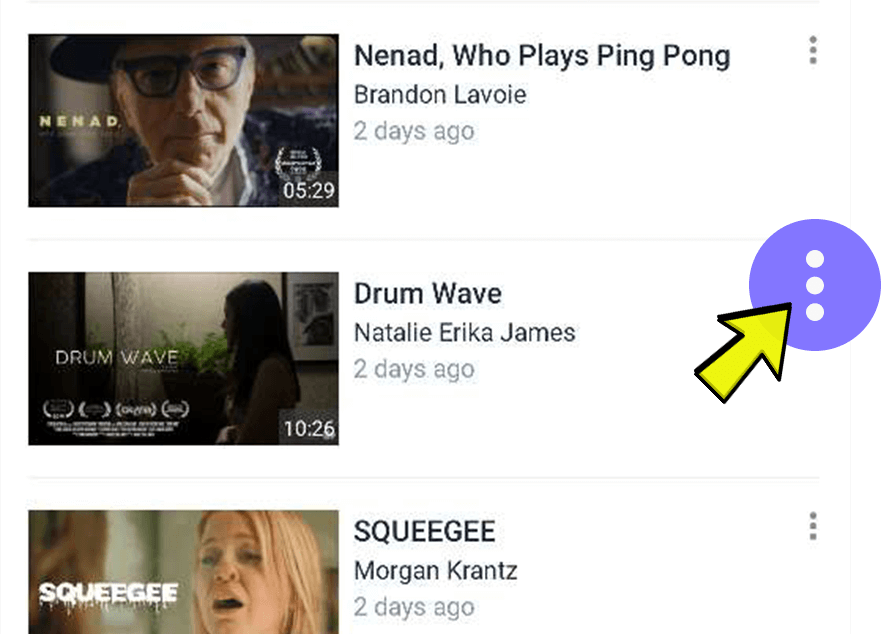 Nenad, Who Plays Ping Pong
Brandon Lavoie
2 days ago
NENAD,
05:29
Drum Wave
Natalie Erika James
2 days ago
DRUM WAVE
10:26
SQUEEGEE
Morgan Krantz
2 days ago
SQUEEGEE